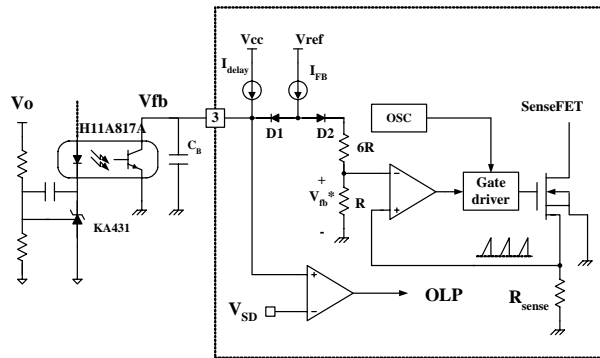 Vcc
Vref
I_delay
I_FB
Vo
H11A817A
Vfb
3
C_B
D1
D2
6R
OSC
SenseFET
+
V_fb*
R
-
−
+
Gate
driver
KA431
V_SD
+
−
OLP
R_sense